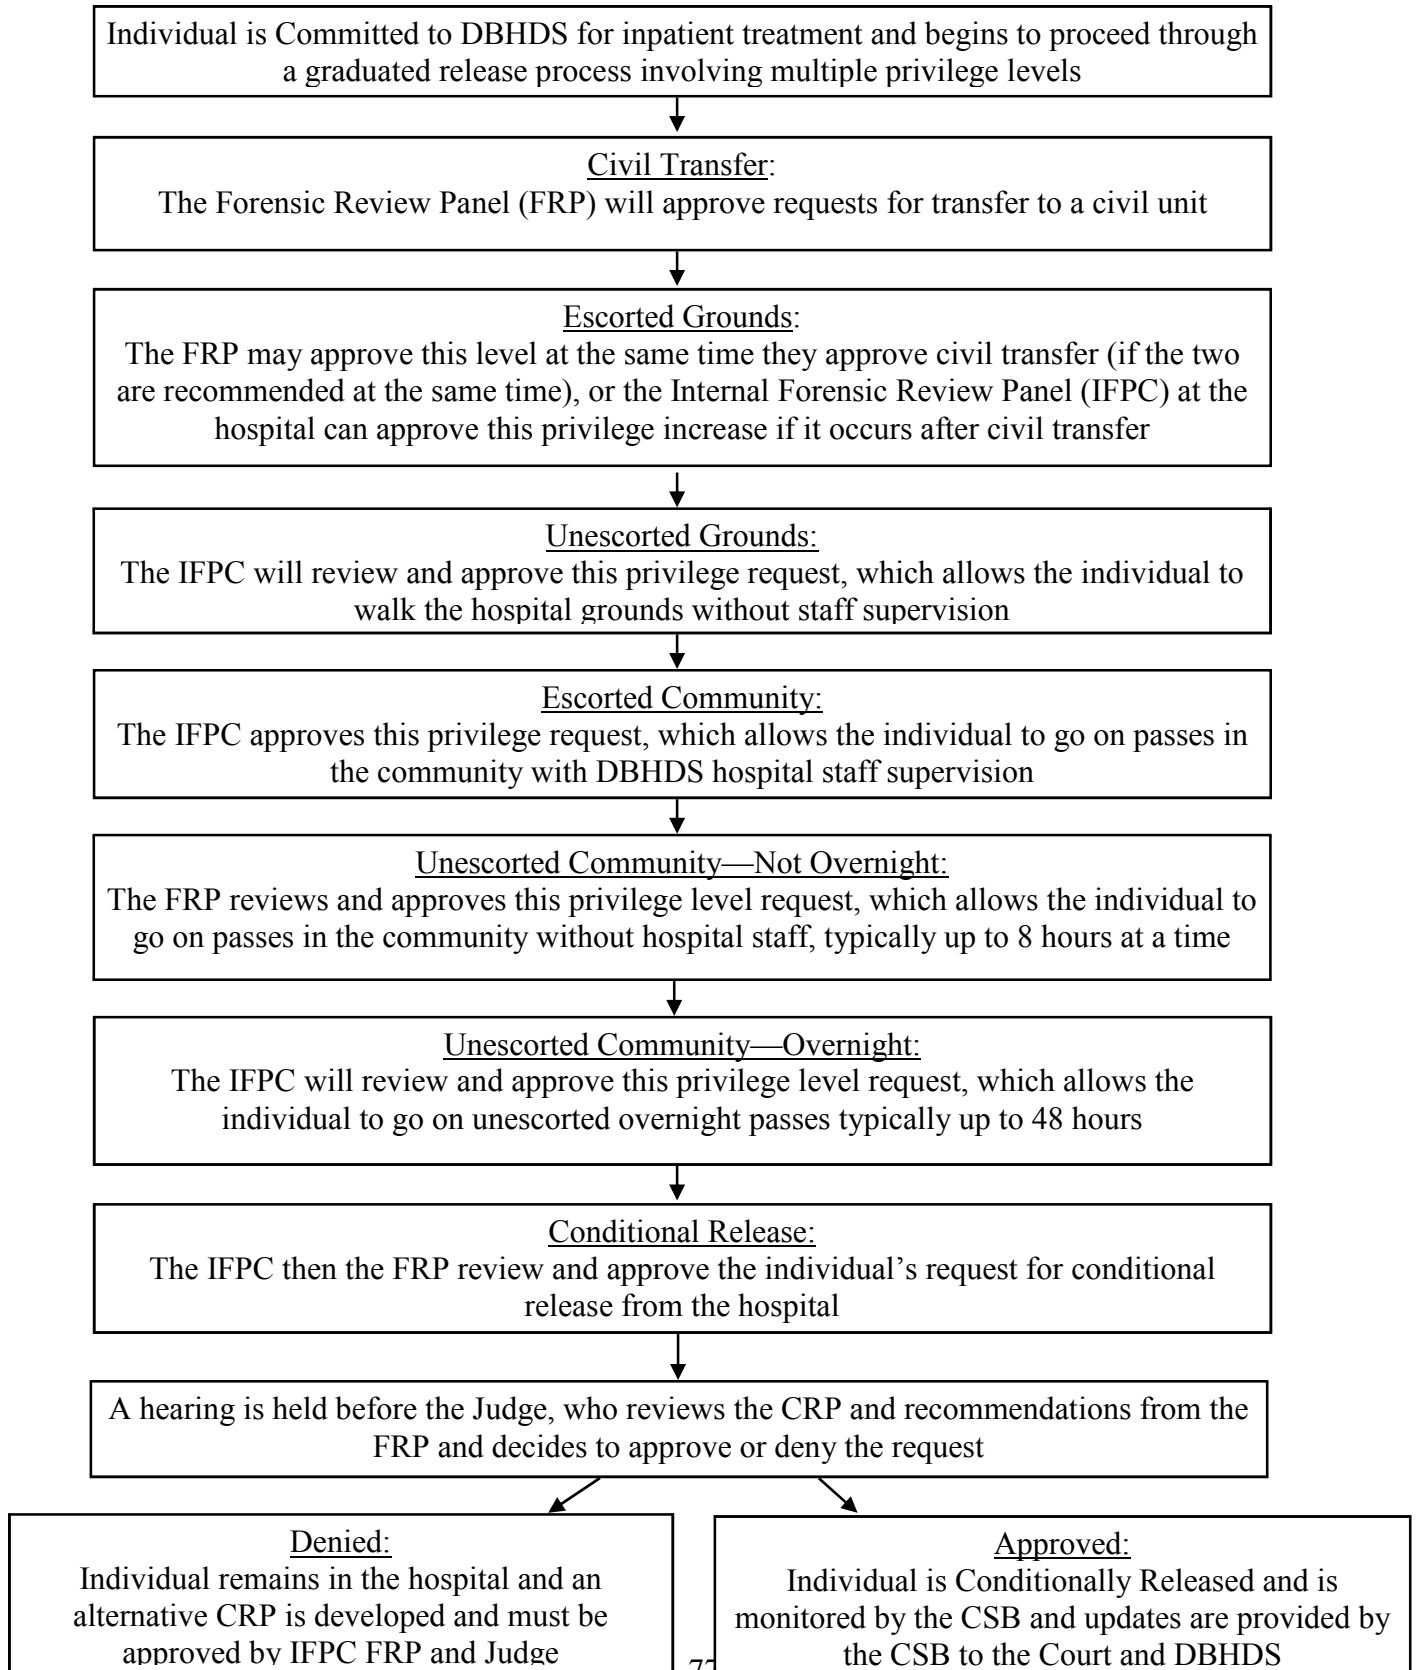 Individual is Committed to DBHDS for inpatient treatment and begins to proceed through
a graduated release process involving multiple privilege levels
Civil Transfer:
The Forensic Review Panel (FRP) will approve requests for transfer to a civil unit
Escorted Grounds:
The FRP may approve this level at the same time they approve civil transfer (if the two
are recommended at the same time), or the Internal Forensic Review Panel (IFPC) at the
hospital can approve this privilege increase if it occurs after civil transfer
Unescorted Grounds:
The IFPC will review and approve this privilege request, which allows the individual to
walk the hospital grounds without staff supervision
Escorted Community:
The IFPC approves this privilege request, which allows the individual to go on passes in
the community with DBHDS hospital staff supervision
Unescorted Community—Not Overnight:
The FRP reviews and approves this privilege level request, which allows the individual to
go on passes in the community without hospital staff, typically up to 8 hours at a time
Unescorted Community—Overnight:
The IFPC will review and approve this privilege level request, which allows the
individual to go on unescorted overnight passes typically up to 48 hours
Conditional Release:
The IFPC then the FRP review and approve the individual’s request for conditional
release from the hospital
A hearing is held before the Judge, who reviews the CRP and recommendations from the
FRP and decides to approve or deny the request
Denied:
Individual remains in the hospital and an
alternative CRP is developed and must be
approved by IFPC FRP and Judge
Approved:
Individual is Conditionally Released and is
monitored by the CSB and updates are provided by
the CSB to the Court and DBHDS